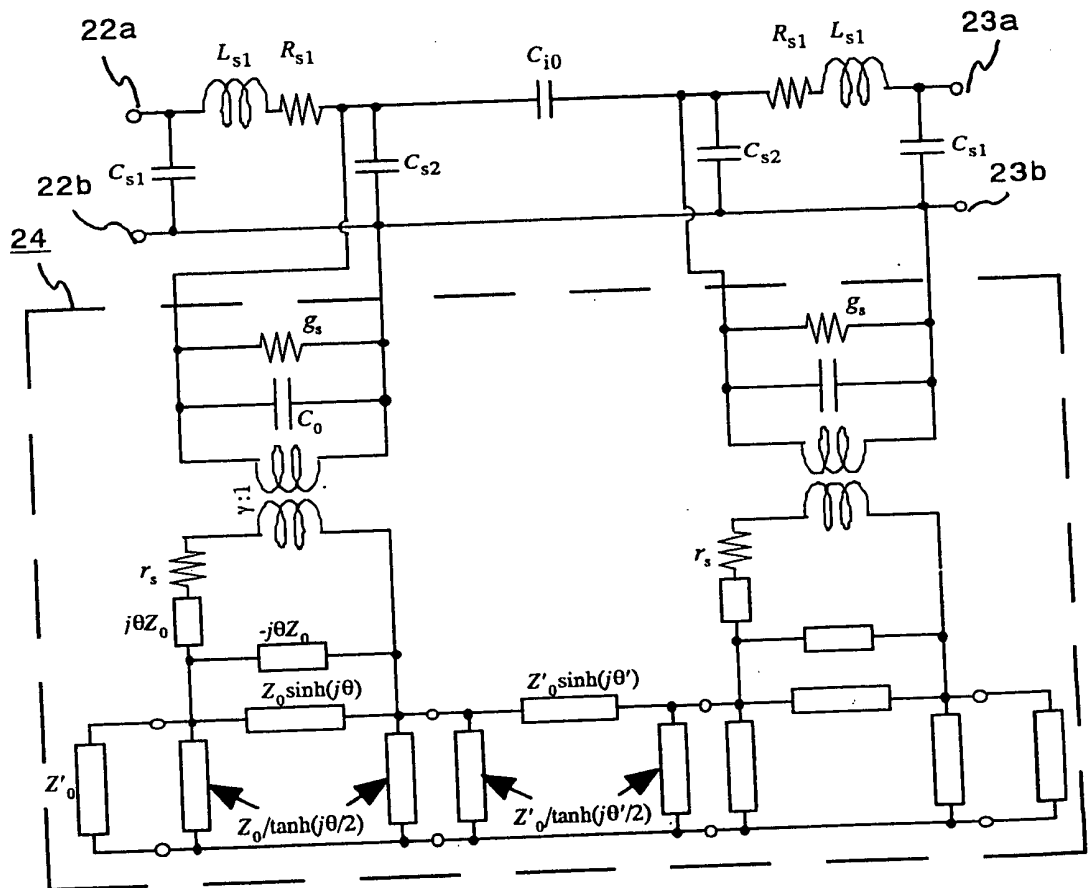 22a
L_s1
R_s1
C_i0
R_s1
L_s1
23a
C_s1
C_s2
C_s2
C_s1
22b
23b
24
g_s
g_s
C_0
γ:1
r_s
r_s
jθZ_0
-jθZ_0
Z_0sinh(jθ)
Z'_0sinh(jθ')
Z'_0
Z_0/tanh(jθ/2)
Z'_0/tanh(jθ'/2)